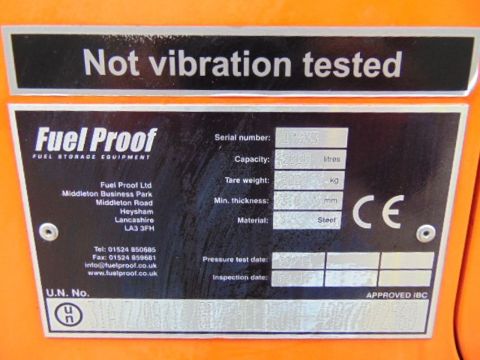 Not vibration tested
Fuel Proof
FUEL STORAGE EQUIPMENT
Fuel Proof Ltd
Middleton Business Park
Middleton Road
Heysham
Lancashire
LA3 3FH
Tel: 01524 850685
Fax: 01524 859681
info@fuelproof.co.uk
www.fuelproof.co.uk
Serial number:
Capacity: litres
Tare weight: kg
Min. thickness: mm
Material: Steel
CE
Pressure test date:
Inspection date:
U.N. No. APPROVED IBC
un